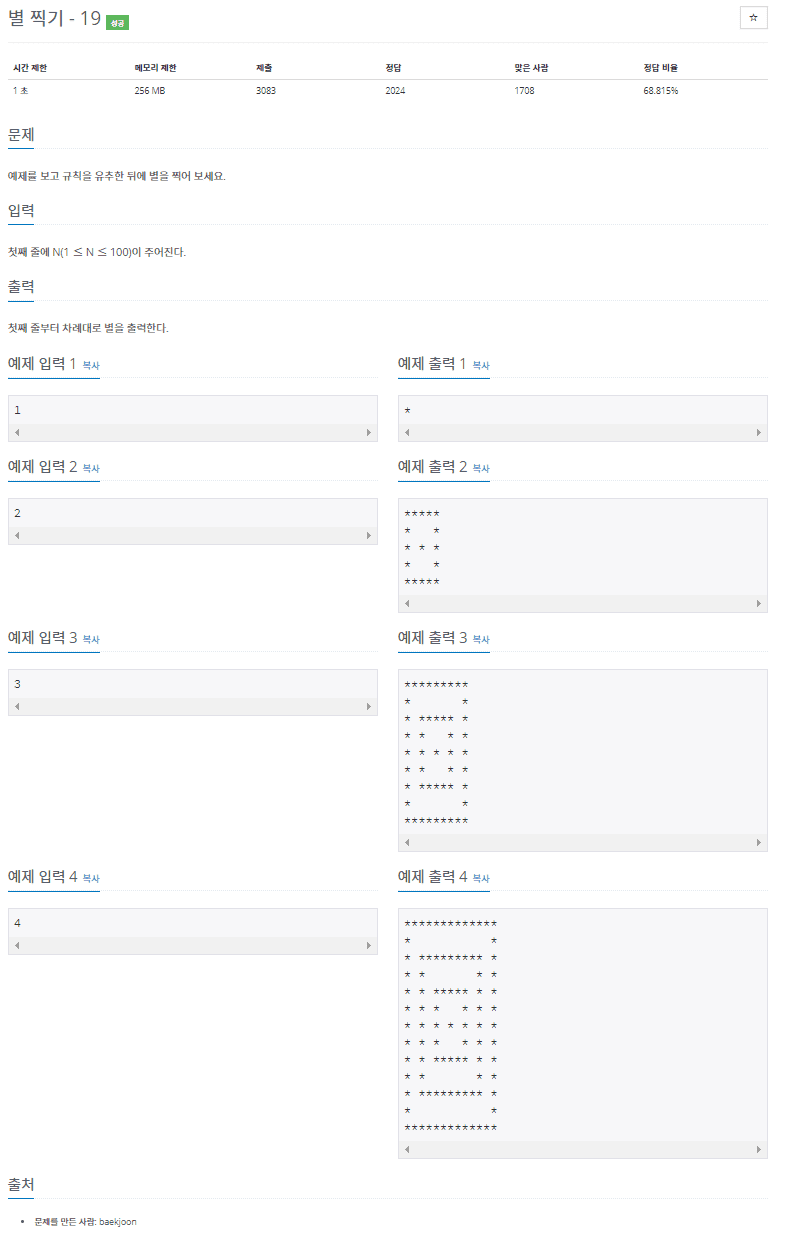 별 찍기 - 19 성공
☆
시간 제한 메모리 제한 제출 정답 맞은 사람 정답 비율
1 초 256 MB 3083 2024 1708 68.815%
문제
예제를 보고 규칙을 유추한 뒤에 별을 찍어 보세요.
입력
첫째 줄에 N(1 ≤ N ≤ 100)이 주어진다.
출력
첫째 줄부터 차례대로 별을 출력한다.
예제 입력 1 복사
1
예제 출력 1 복사
*
예제 입력 2 복사
2
예제 출력 2 복사
*****
*   *
* * *
*   *
*****
예제 입력 3 복사
3
예제 출력 3 복사
*********
*       *
* ***** *
* *   * *
* * * * *
* *   * *
* ***** *
*       *
*********
예제 입력 4 복사
4
예제 출력 4 복사
*************
*           *
* ********* *
* *       * *
* * ***** * *
* * *   * * *
* * * * * * *
* * *   * * *
* * ***** * *
* *       * *
* ********* *
*           *
*************
출처
• 문제를 만든 사람: baekjoon